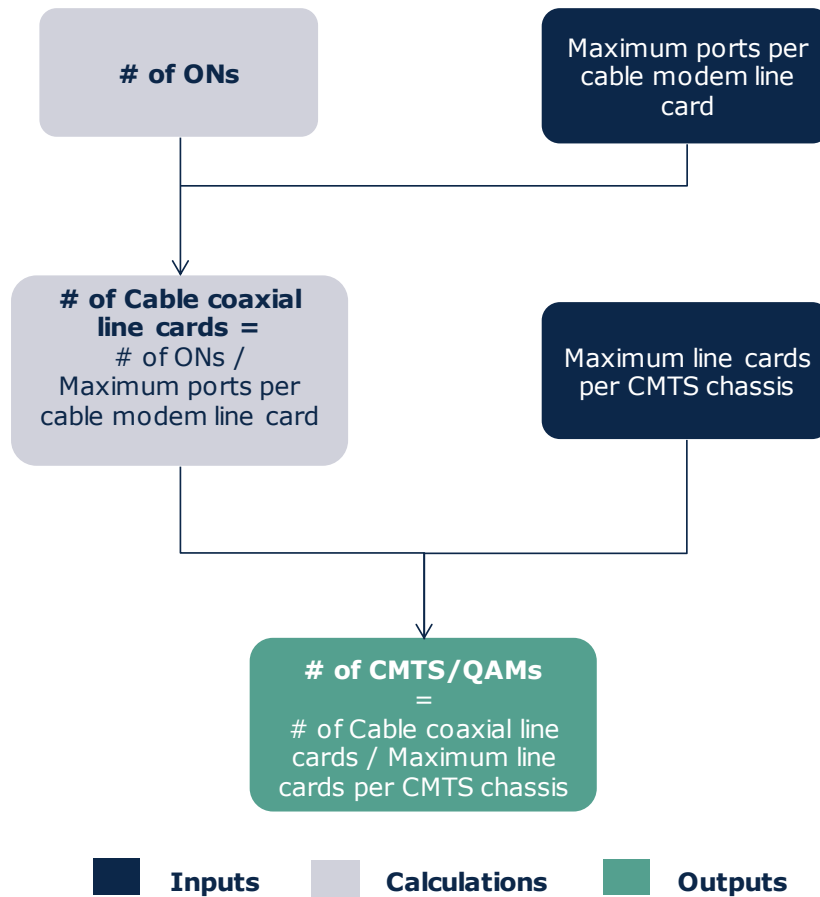 # of ONs
Maximum ports per
cable modem line
card
# of Cable coaxial
line cards =
# of ONs /
Maximum ports per
cable modem line card
Maximum line cards
per CMTS chassis
# of CMTS/QAMs
=
# of Cable coaxial line
cards / Maximum line
cards per CMTS chassis
Inputs
Calculations
Outputs